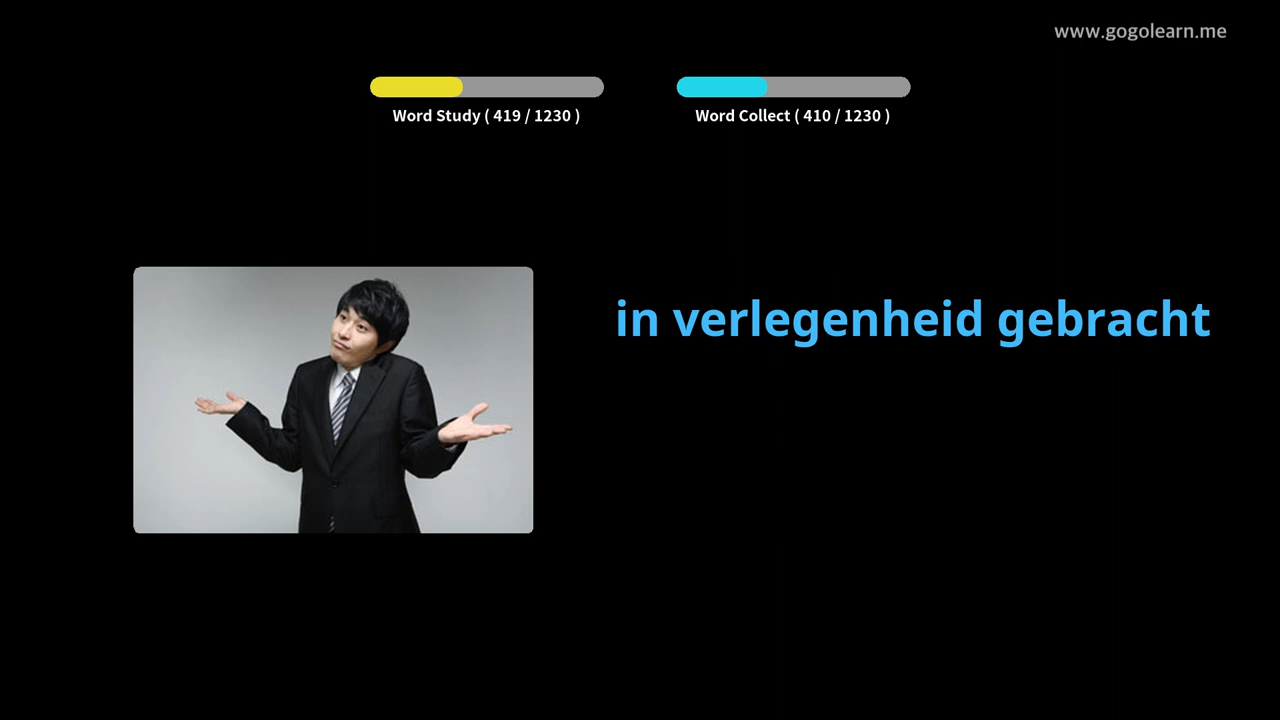 www.gogolearn.me
Word Study ( 419 / 1230 )
Word Collect ( 410 / 1230 )
in verlegenheid gebracht